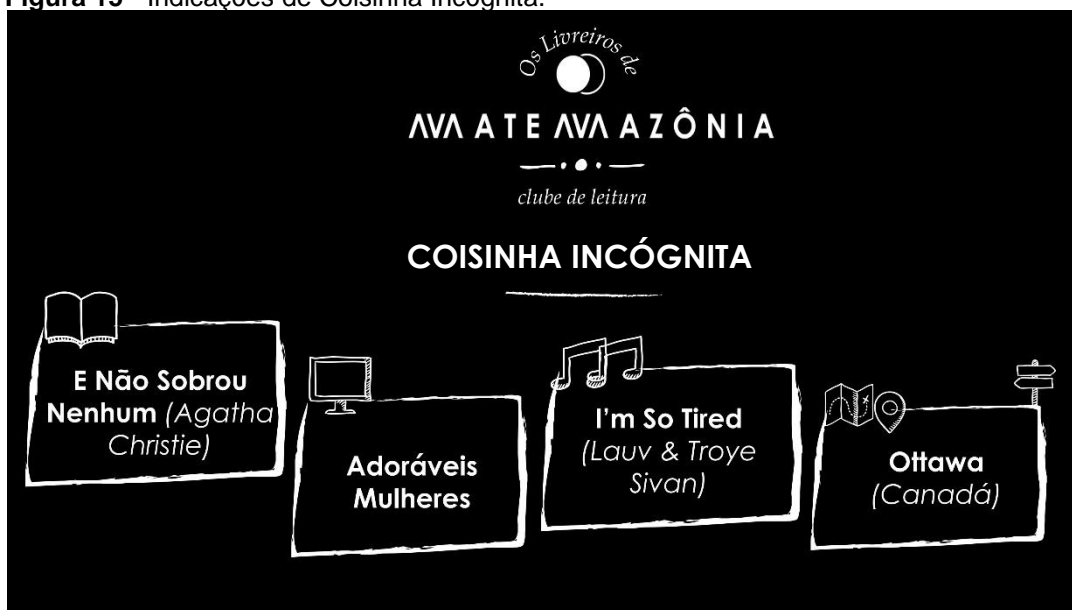 Figura 15 - Indicações de Coisinha Incógnita.
Os Livreiros de
MATEMAZÔNIA
clube de leitura
COISINHA INCÓGNITA
E Não Sobrou
Nenhum (Agatha
Christie)
Adoráveis
Mulheres
I'm So Tired
(Lauv & Troye
Sivan)
Ottawa
(Canadá)